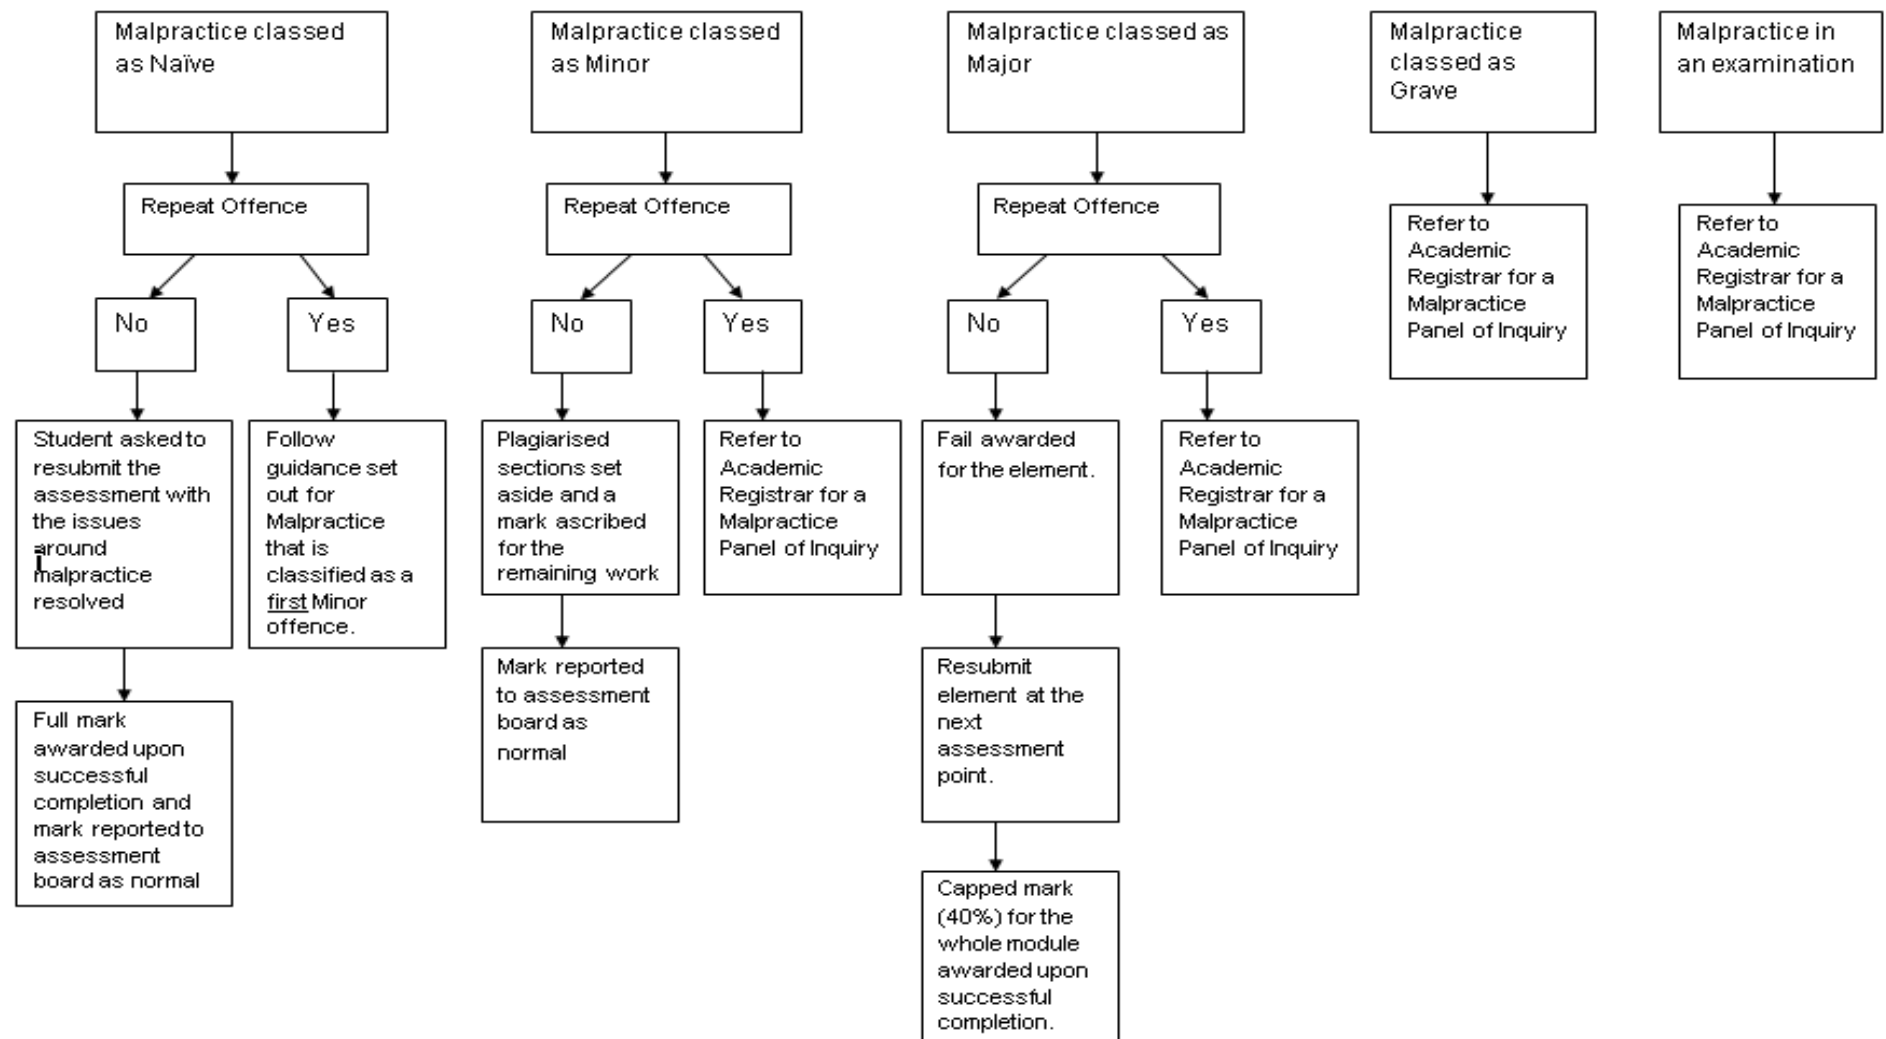 Malpractice classed
as Naïve
Repeat Offence
No
Yes
Student asked to
resubmit the
assessment with
the issues
around
malpractice
resolved
Full mark
awarded upon
successful
completion and
mark reported to
assessment
board as normal
Follow
guidance set
out for
Malpractice
that is
classified as a
first Minor
offence.
Malpractice classed
as Minor
Repeat Offence
No
Yes
Plagiarised
sections set
aside and a
mark ascribed
for the
remaining work
Mark reported
to assessment
board as
normal
Refer to
Academic
Registrar for a
Malpractice
Panel of Inquiry
Malpractice classed as
Major
Repeat Offence
No
Yes
Fail awarded
for the element.
Resubmit
element at the
next
assessment
point.
Capped mark
(40%) for the
whole module
awarded upon
successful
completion.
Refer to
Academic
Registrar for a
Malpractice
Panel of Inquiry
Malpractice
classed as
Grave
Refer to
Academic
Registrar for a
Malpractice
Panel of Inquiry
Malpractice in
an examination
Refer to
Academic
Registrar for a
Malpractice
Panel of Inquiry